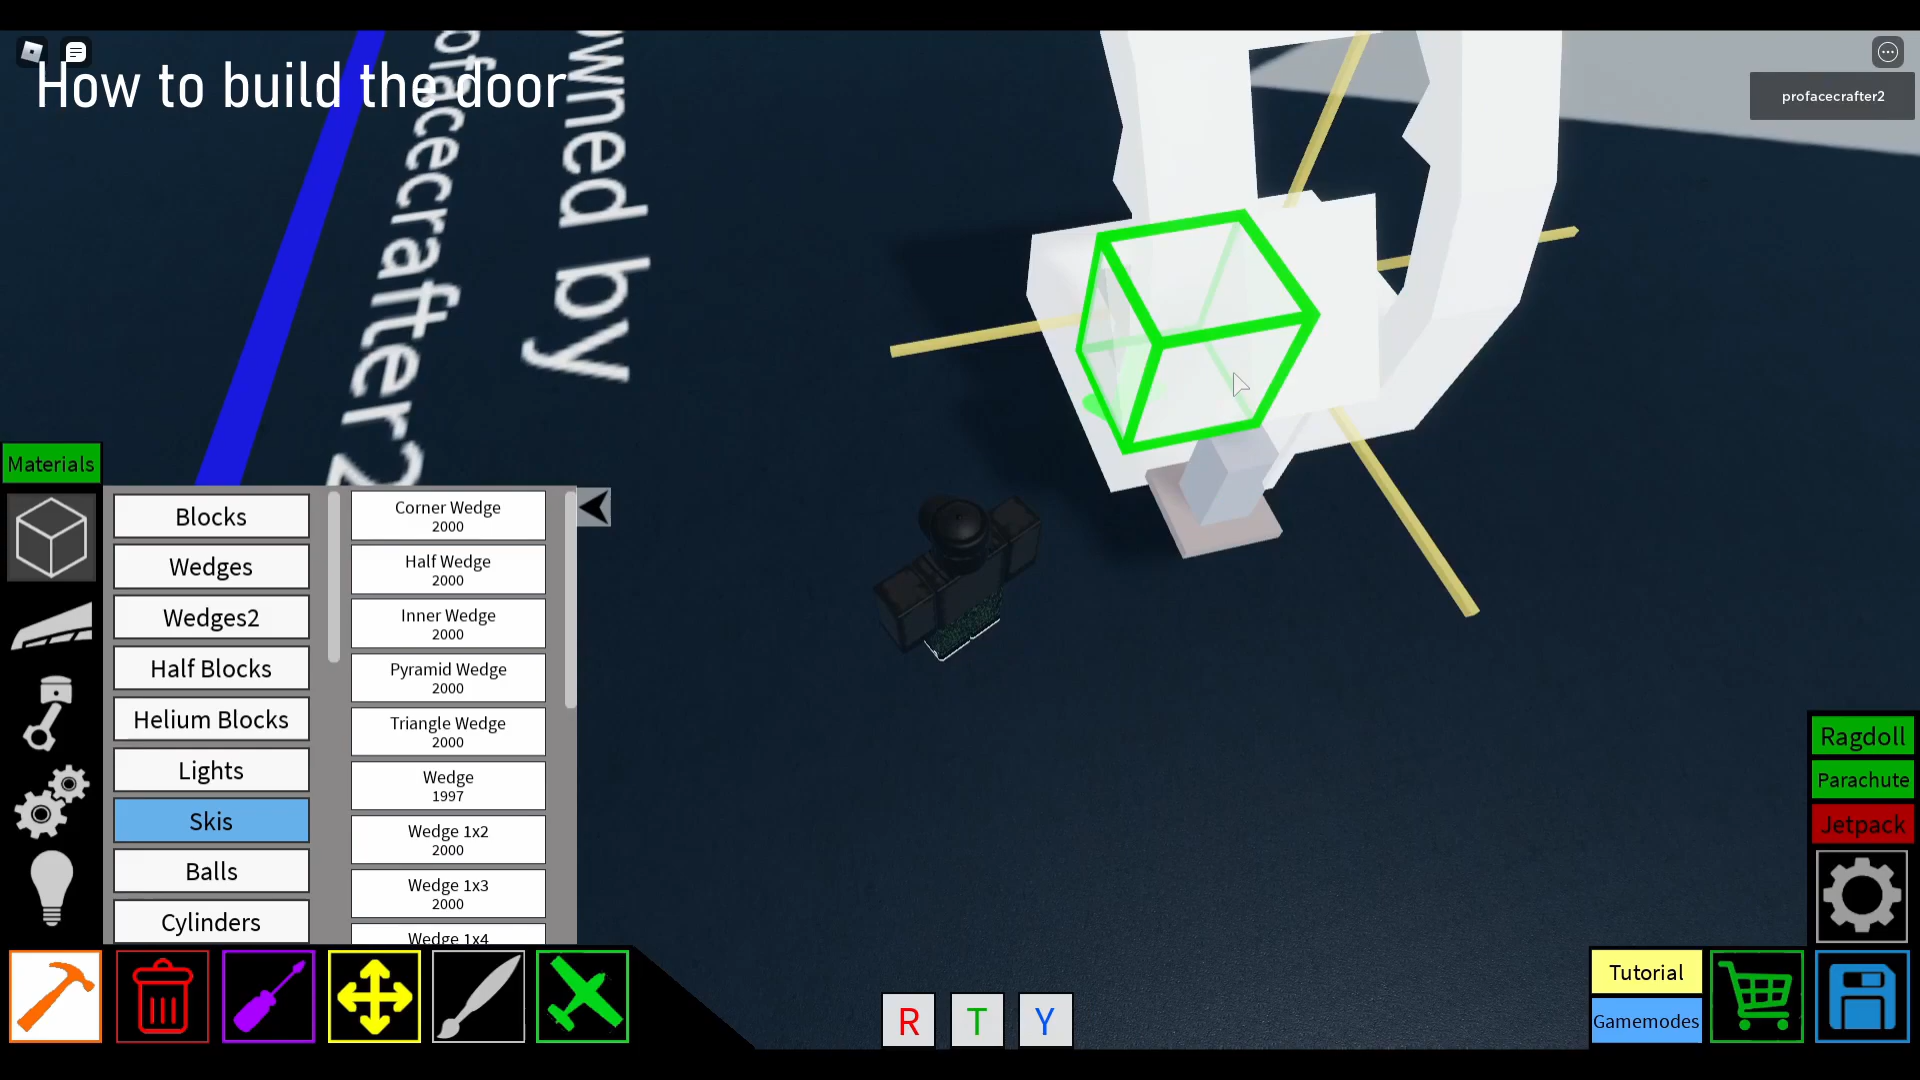 How to build the door
owned by
profacecrafter2
profacecrafter2
Materials
Blocks
Wedges
Wedges2
Half Blocks
Helium Blocks
Lights
Skis
Balls
Cylinders
Corner Wedge
2000
Half Wedge
2000
Inner Wedge
2000
Pyramid Wedge
2000
Triangle Wedge
2000
Wedge
1997
Wedge 1x2
2000
Wedge 1x3
2000
Wedge 1x4
Ragdoll
Parachute
Jetpack
Tutorial
Gamemodes
R T Y